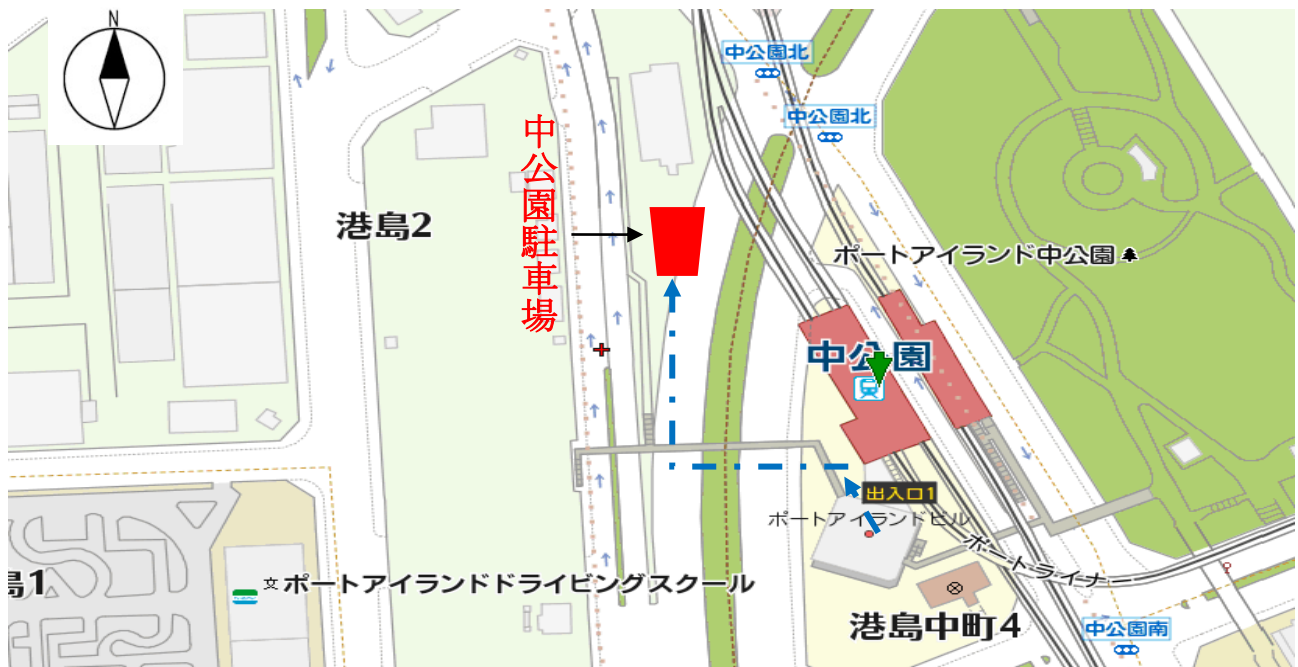 N
中公園北
中公園北
中公園駐車場
港島2
ポートアイランド中公園
中公園
出入口1
ポートアイランドビル
ポートライナー
島1
文
ポートアイランドドライビングスクール
港島中町4
中公園南